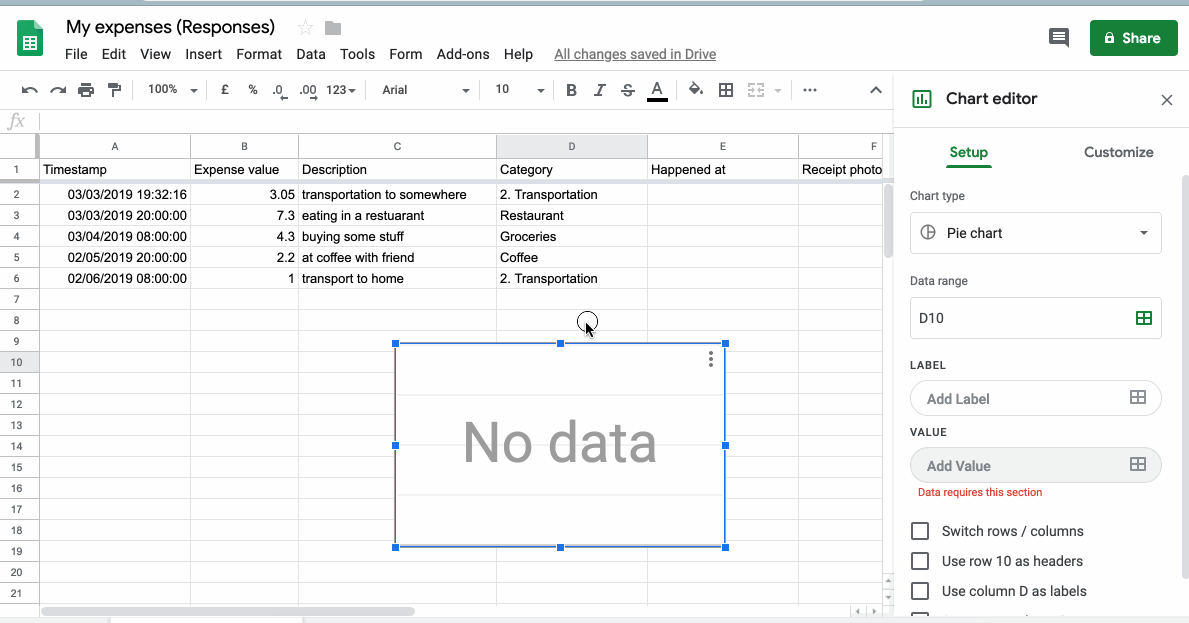 My expenses (Responses)
File Edit View Insert Format Data Tools Form Add-ons Help All changes saved in Drive
Share
100% £ % .0 .00 123 Arial 10 B I S A
fx
Chart editor
Setup Customize
Chart type
Pie chart
Data range
D10
LABEL
Add Label
VALUE
Add Value
Data requires this section
Switch rows / columns
Use row 10 as headers
Use column D as labels
A B C D E F
1 Timestamp Expense value Description Category Happened at Receipt photo
2 03/03/2019 19:32:16 3.05 transportation to somewhere 2. Transportation
3 03/03/2019 20:00:00 7.3 eating in a restuarant Restaurant
4 03/04/2019 08:00:00 4.3 buying some stuff Groceries
5 02/05/2019 20:00:00 2.2 at coffee with friend Coffee
6 02/06/2019 08:00:00 1 transport to home 2. Transportation
7
8
9
10
11
12
13
14
15
16
17
18
19
20
21
No data